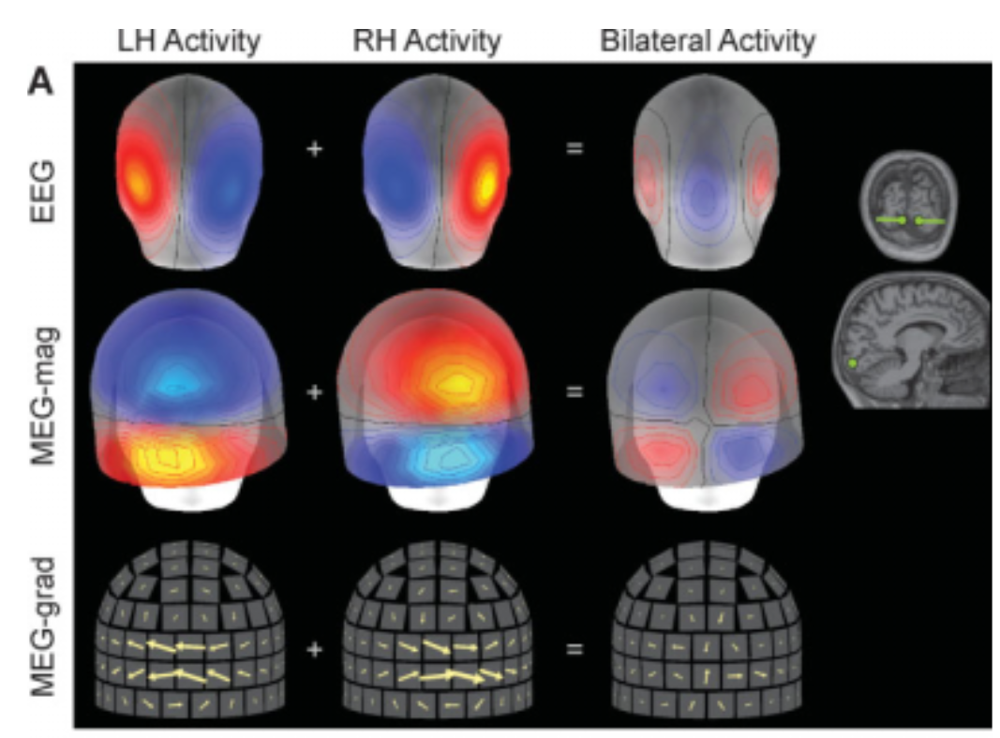 LH Activity RH Activity Bilateral Activity
A
EEG
+ =
MEG-mag
+ =
MEG-grad
+ =